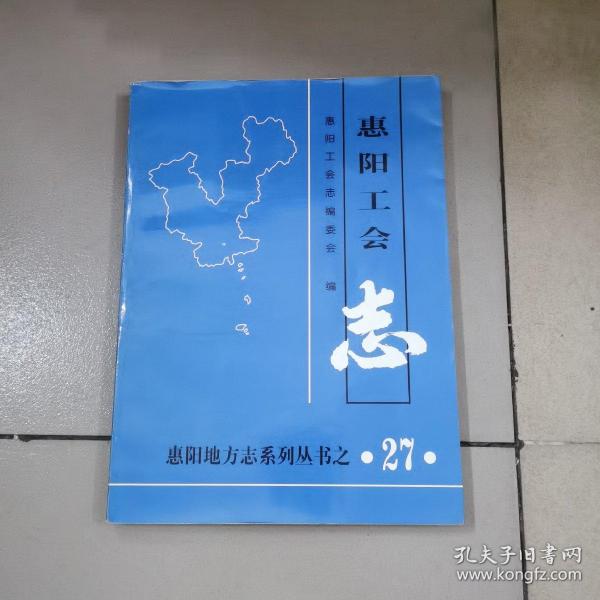 惠阳工会
志
惠阳工会志编委会 编
惠阳地方志系列丛书之 ·27·
孔夫子旧书网
www.kongfz.com